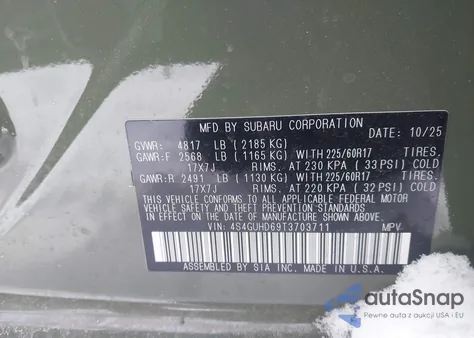 MFD. BY SUBARU CORPORATION
DATE: 10/25
GVWR: 4817 LB (2185 KG)
GAWR:F 2568 LB (1165 KG) WITH 225/60R17 TIRES.
17X7J RIMS. AT 230 KPA (33 PSI) COLD
GAWR:R 2491 LB (1130 KG) WITH 225/60R17 TIRES.
17X7J RIMS. AT 220 KPA (32 PSI) COLD
THIS VEHICLE CONFORMS TO ALL APPLICABLE FEDERAL MOTOR
VEHICLE SAFETY, BUMPER, AND THEFT PREVENTION STANDARDS
IN EFFECT ON THE DATE OF MANUFACTURE SHOWN ABOVE.
VIN: 4S4GUHD69T3703711 MPV
ASSEMBLED BY SIA INC. MADE IN U.S.A.
autaSnap
Pewne auta z aukcji USA i EU